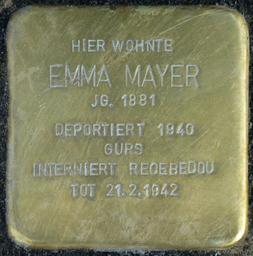 HIER WOHNTE
EMMA MAYER
JG. 1881
DEPORTIERT 1940
GURS
INTERNIERT RECEBEDOU
TOT 21.2.1942